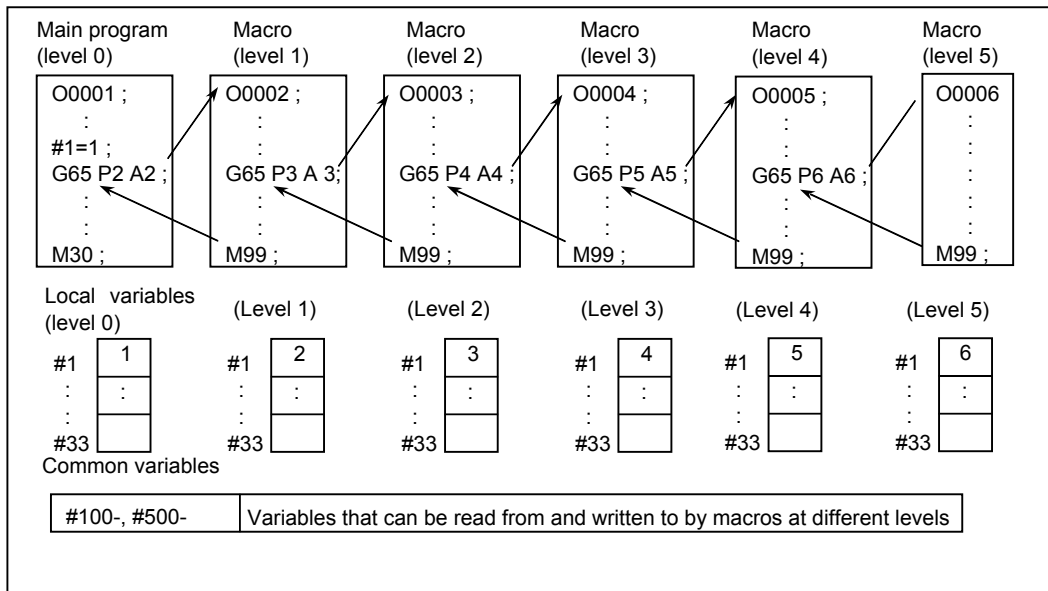 Main program
(level 0)
O0001 ;
:
#1=1 ;
G65 P2 A2 ;
:
:
M30 ;
Macro
(level 1)
O0002 ;
:
:
G65 P3 A 3;
:
:
M99 ;
Macro
(level 2)
O0003 ;
:
:
G65 P4 A4 ;
:
:
M99 ;
Macro
(level 3)
O0004 ;
:
:
G65 P5 A5 ;
:
:
M99 ;
Macro
(level 4)
O0005 ;
:
:
G65 P6 A6 ;
:
:
M99 ;
Macro
(level 5)
O0006
:
:
:
:
:
M99 ;
Local variables
(level 0)
#1 1
: :
:
#33
(Level 1)
#1 2
: :
:
#33
(Level 2)
#1 3
: :
:
#33
(Level 3)
#1 4
: :
:
#33
(Level 4)
#1 5
: :
:
#33
(Level 5)
#1 6
: :
:
#33
Common variables
#100-, #500- Variables that can be read from and written to by macros at different levels